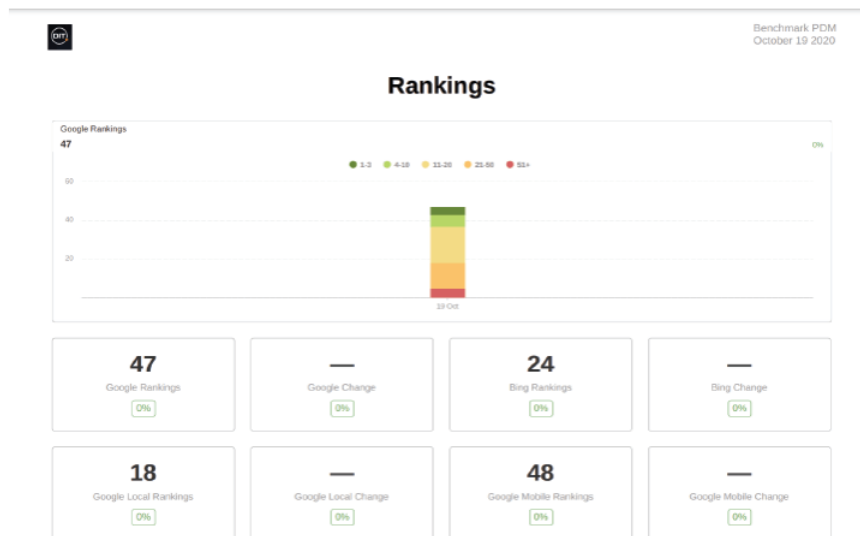 DIT
Benchmark PDM
October 19 2020
Rankings
Google Rankings
47
0%
1-3 4-10 11-20 21-50 51+
60
40
20
19 Oct
47
Google Rankings
0%
—
Google Change
0%
24
Bing Rankings
0%
—
Bing Change
0%
18
Google Local Rankings
0%
—
Google Local Change
0%
48
Google Mobile Rankings
0%
—
Google Mobile Change
0%